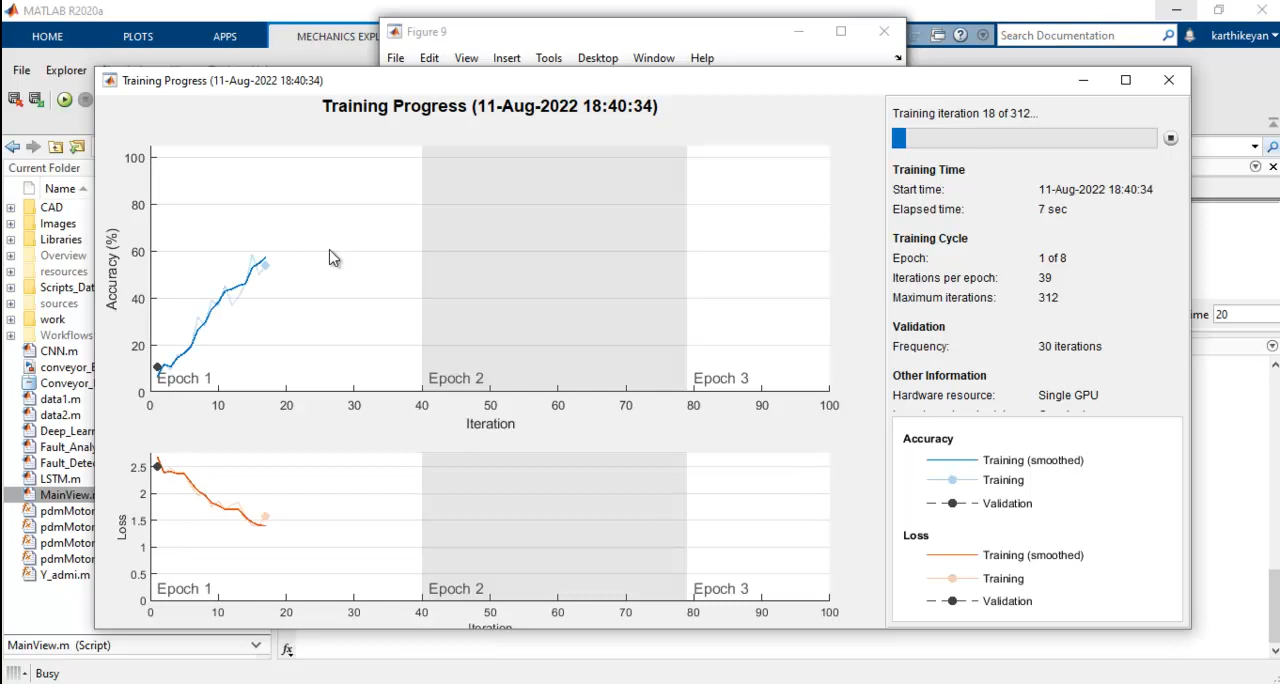 MATLAB R2020a
HOME PLOTS APPS MECHANICS EXPL
Search Documentation
karthikeyan
Figure 9
File Edit View Insert Tools Desktop Window Help
File Explorer
Training Progress (11-Aug-2022 18:40:34)
Training Progress (11-Aug-2022 18:40:34)
Current Folder
Name
CAD
Images
Libraries
Overview
resources
Scripts_Dat
sources
work
Workflows
CNN.m
conveyor_
Conveyor_
data1.m
data2.m
Deep_Learn
Fault_Analy
Fault_Detec
LSTM.m
MainView.
pdmMotor
pdmMotor
pdmMotor
pdmMotor
Y_admi.m
MainView.m (Script)
Busy
fx
Accuracy (%)
100
80
60
40
20
0
Epoch 1 Epoch 2 Epoch 3
0 10 20 30 40 50 60 70 80 90 100
Iteration
Loss
2.5
2
1.5
1
0.5
0
Epoch 1 Epoch 2 Epoch 3
0 10 20 30 40 50 60 70 80 90 100
Iteration
Training iteration 18 of 312...
Training Time
Start time: 11-Aug-2022 18:40:34
Elapsed time: 7 sec
Training Cycle
Epoch: 1 of 8
Iterations per epoch: 39
Maximum iterations: 312
Validation
Frequency: 30 iterations
Other Information
Hardware resource: Single GPU
Accuracy
Training (smoothed)
Training
Validation
Loss
Training (smoothed)
Training
Validation
ime 20